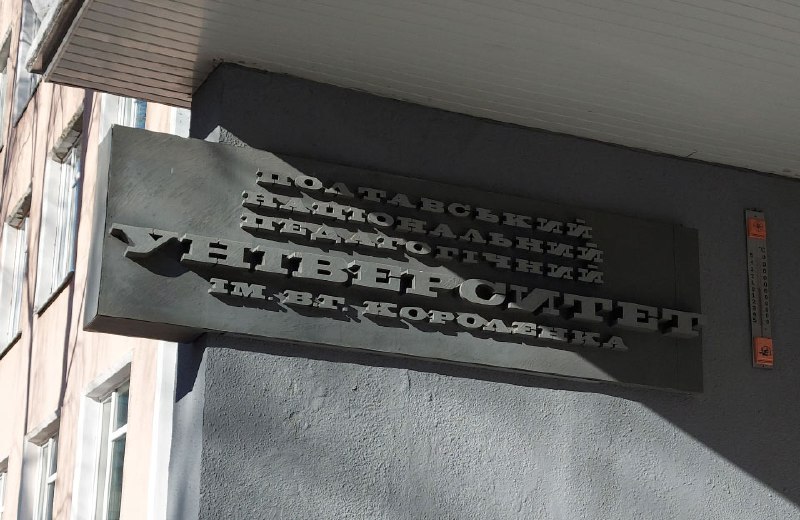 ПОЛТАВСЬКИЙ
НАЦІОНАЛЬНИЙ
ПЕДАГОГІЧНИЙ
УНІВЕРСИТЕТ
ІМ. В.Г. КОРОЛЕНКА